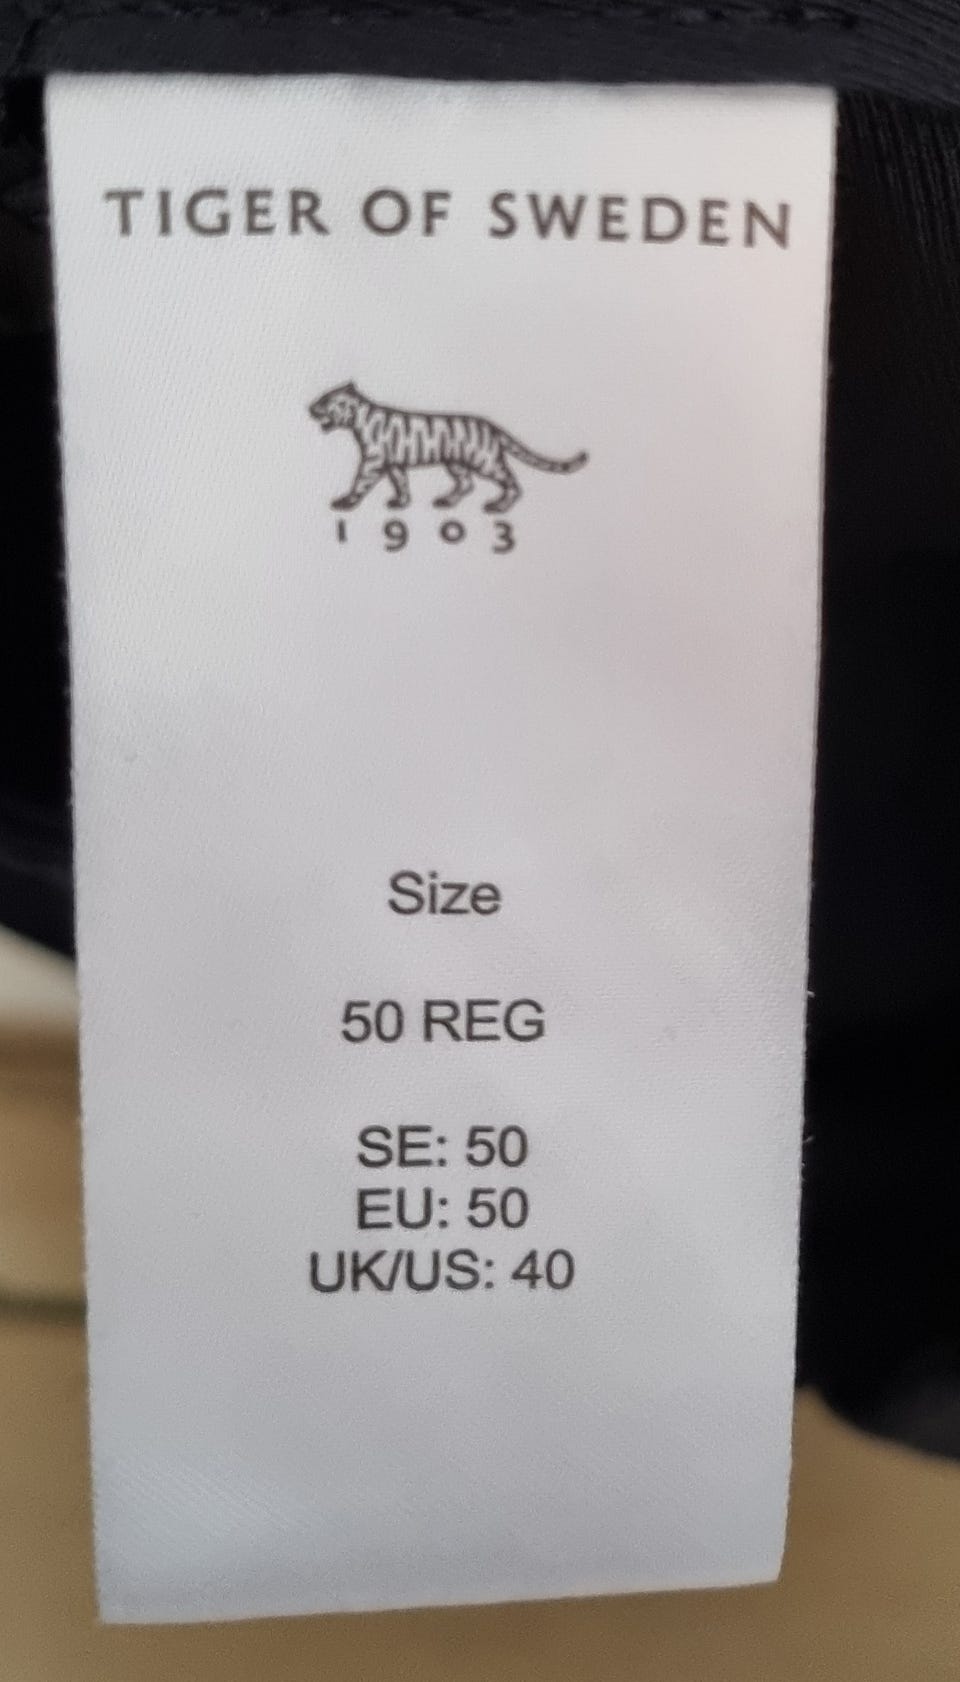 TIGER OF SWEDEN
1903
Size
50 REG
SE: 50
EU: 50
UK/US: 40